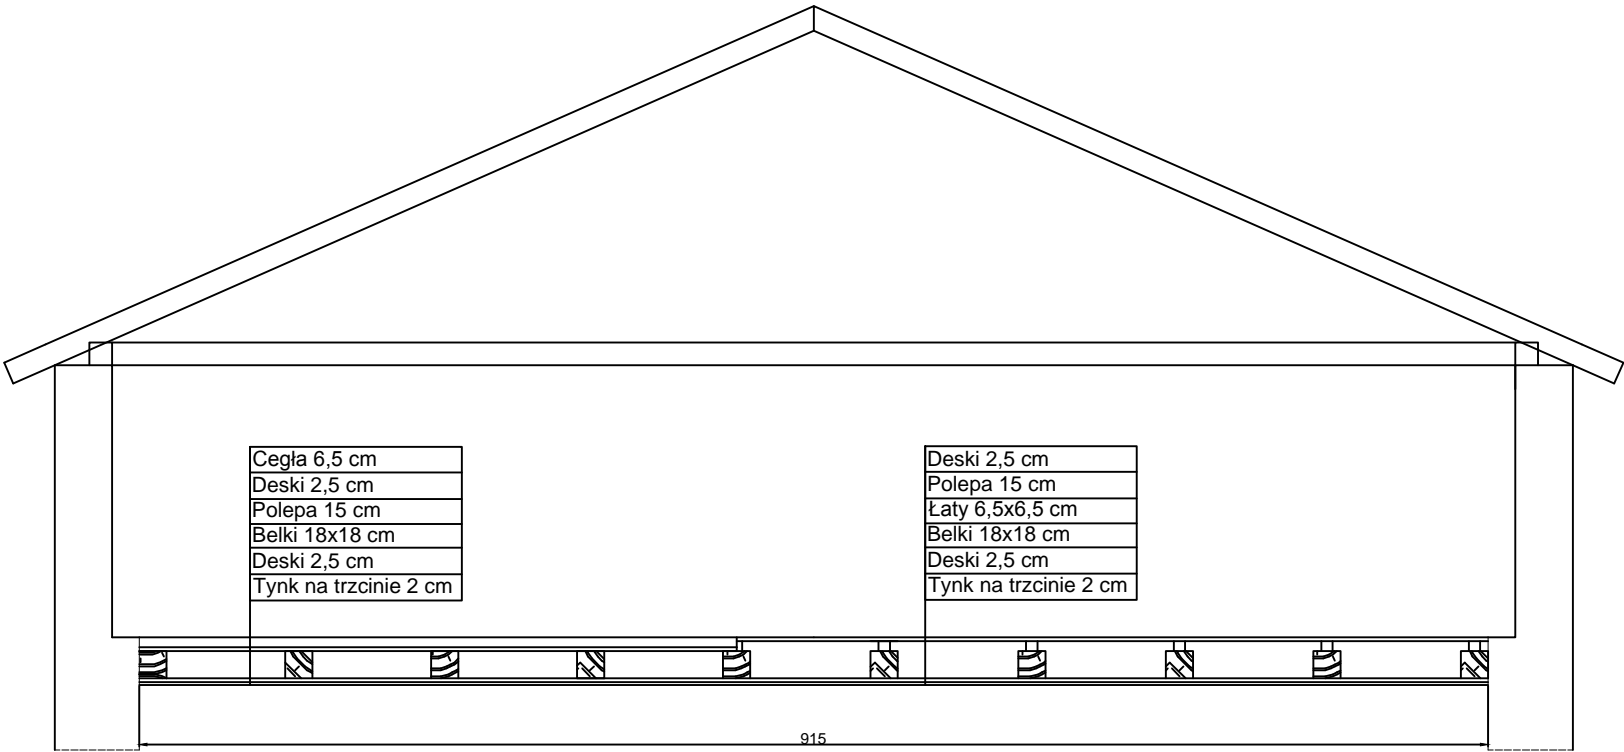 Cegła 6,5 cm
Deski 2,5 cm
Polepa 15 cm
Belki 18x18 cm
Deski 2,5 cm
Tynk na trzcinie 2 cm
Deski 2,5 cm
Polepa 15 cm
Łaty 6,5x6,5 cm
Belki 18x18 cm
Deski 2,5 cm
Tynk na trzcinie 2 cm
915